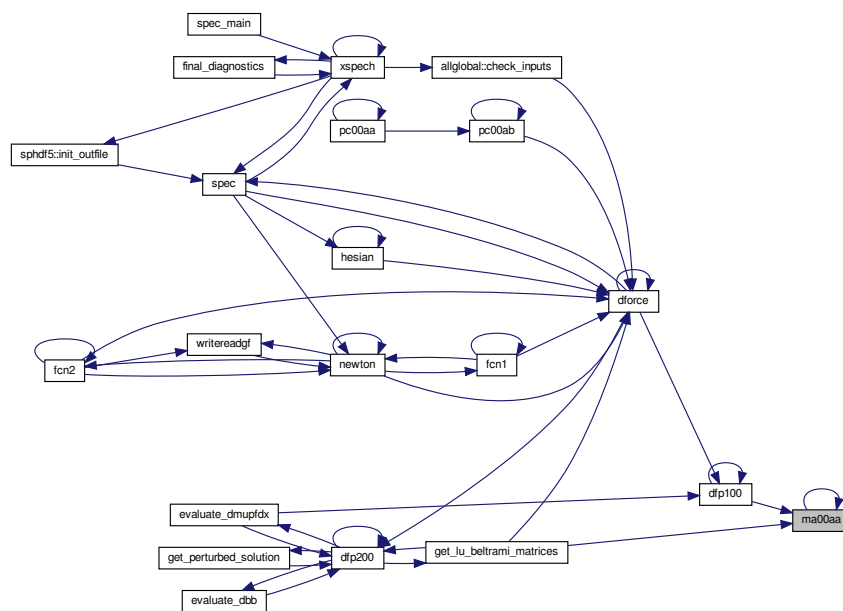 spec_main
final_diagnostics
xspech
allglobal::check_inputs
pc00aa
pc00ab
sphdf5::init_outfile
spec
hesian
dforce
writereadgf
fcn2
newton
fcn1
dfp100
evaluate_dmupfdx
ma00aa
get_perturbed_solution
dfp200
get_lu_beltrami_matrices
evaluate_dbb